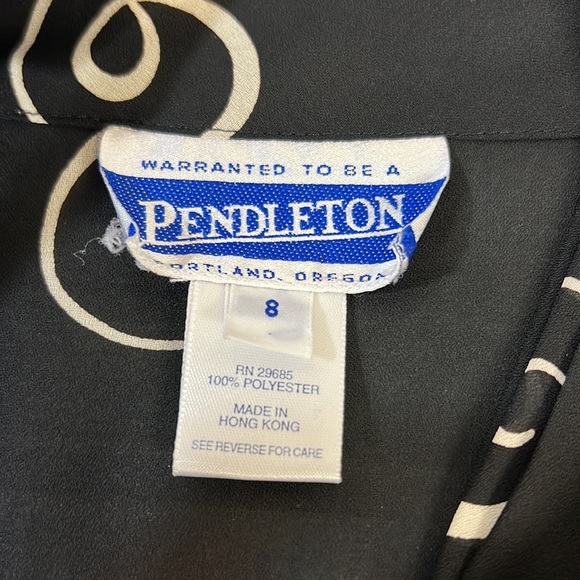 WARRANTED TO BE A
PENDLETON
PORTLAND, OREGON
8
RN 29685
100% POLYESTER
MADE IN
HONG KONG
SEE REVERSE FOR CARE